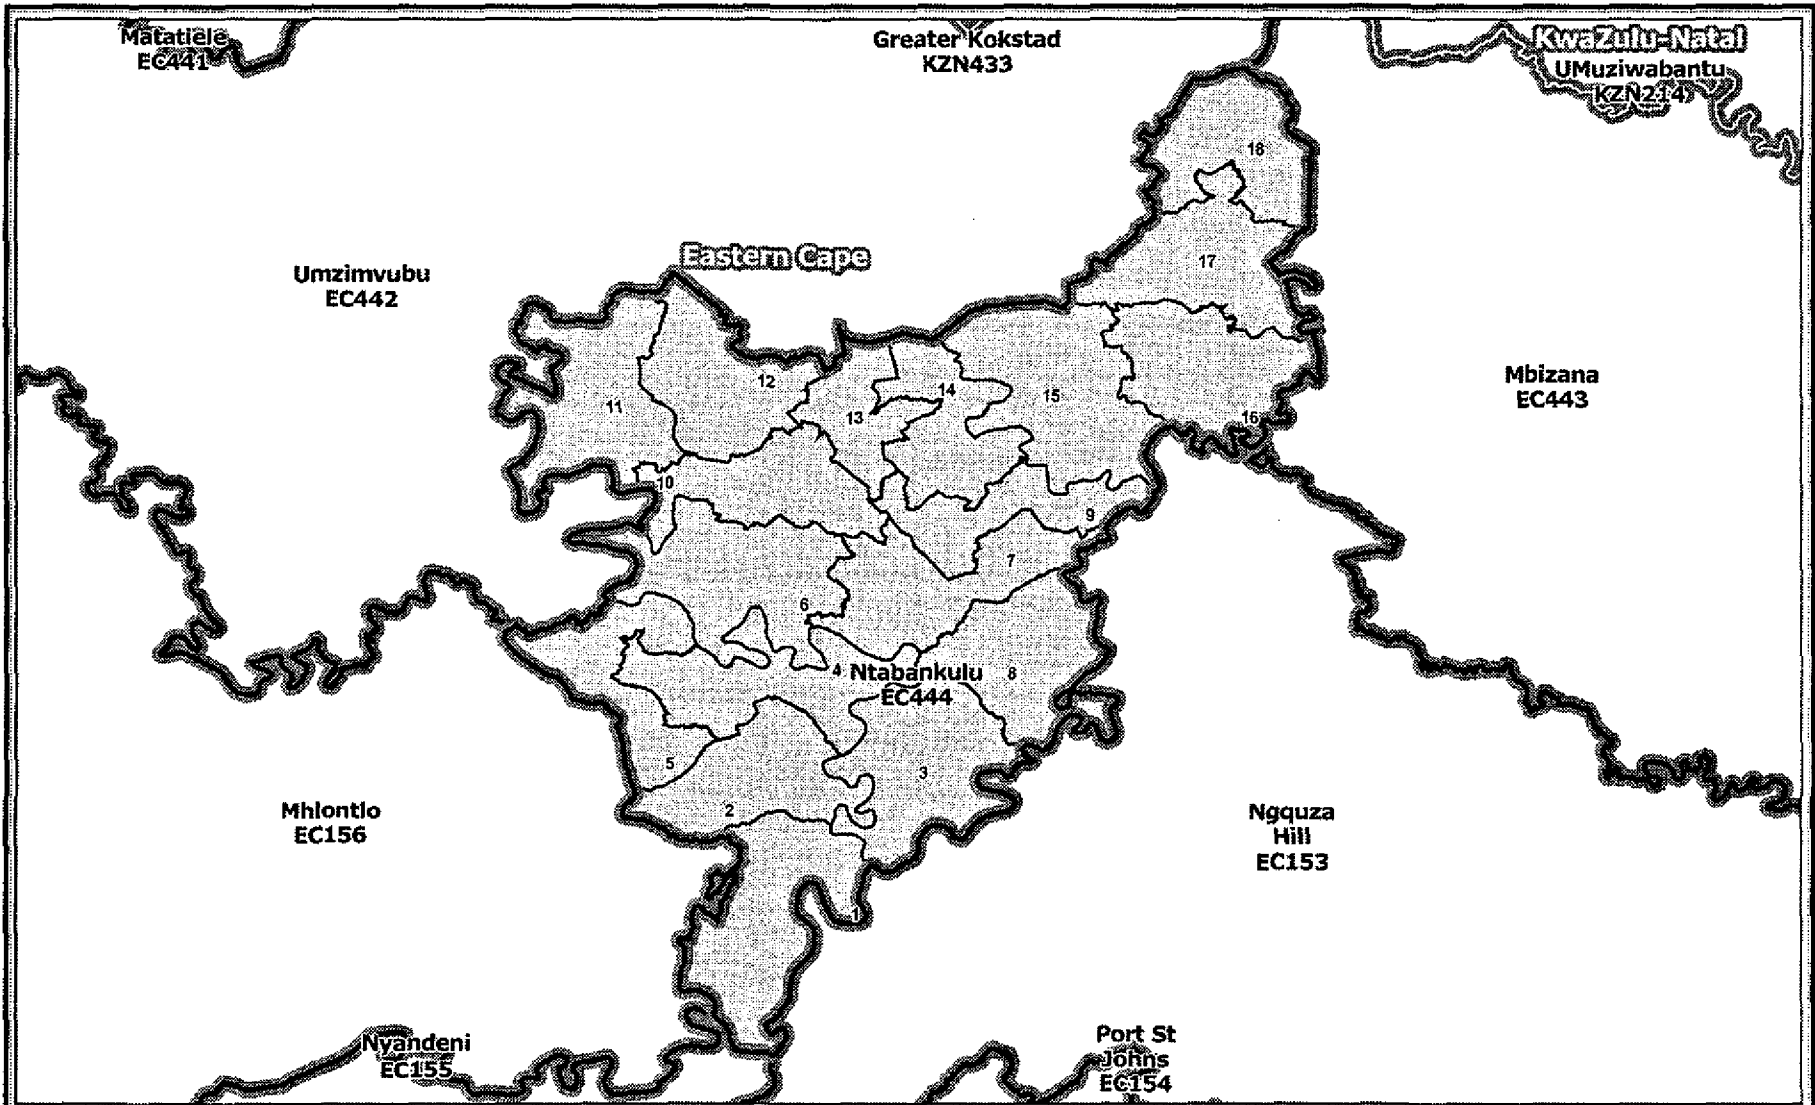 Matatiele
EC441
Greater Kokstad
KZN433
KwaZulu-Natal
UMuziwabantu
KZN214
18
17
Eastern Cape
Umzimvubu
EC442
12
11
13
14
15
16
Mbizana
EC443
10
9
7
6
4
Ntabankulu
EC444
8
5
3
2
1
Mhlontlo
EC156
Ngquza
Hill
EC153
Nyandeni
EC155
Port St
Johns
EC154